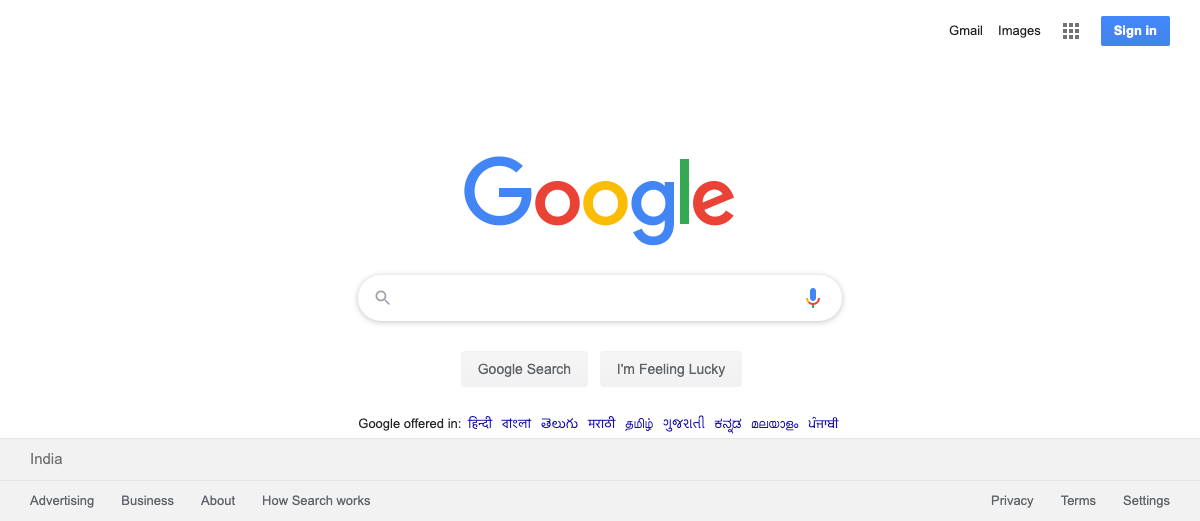 Gmail Images Sign in
Google
Google Search I'm Feeling Lucky
Google offered in: हिन्दी বাংলা తెలుగు मराठी தமிழ் ગુજરાતી ಕನ್ನಡ മലയാളം ਪੰਜਾਬੀ
India
Advertising Business About How Search works Privacy Terms Settings